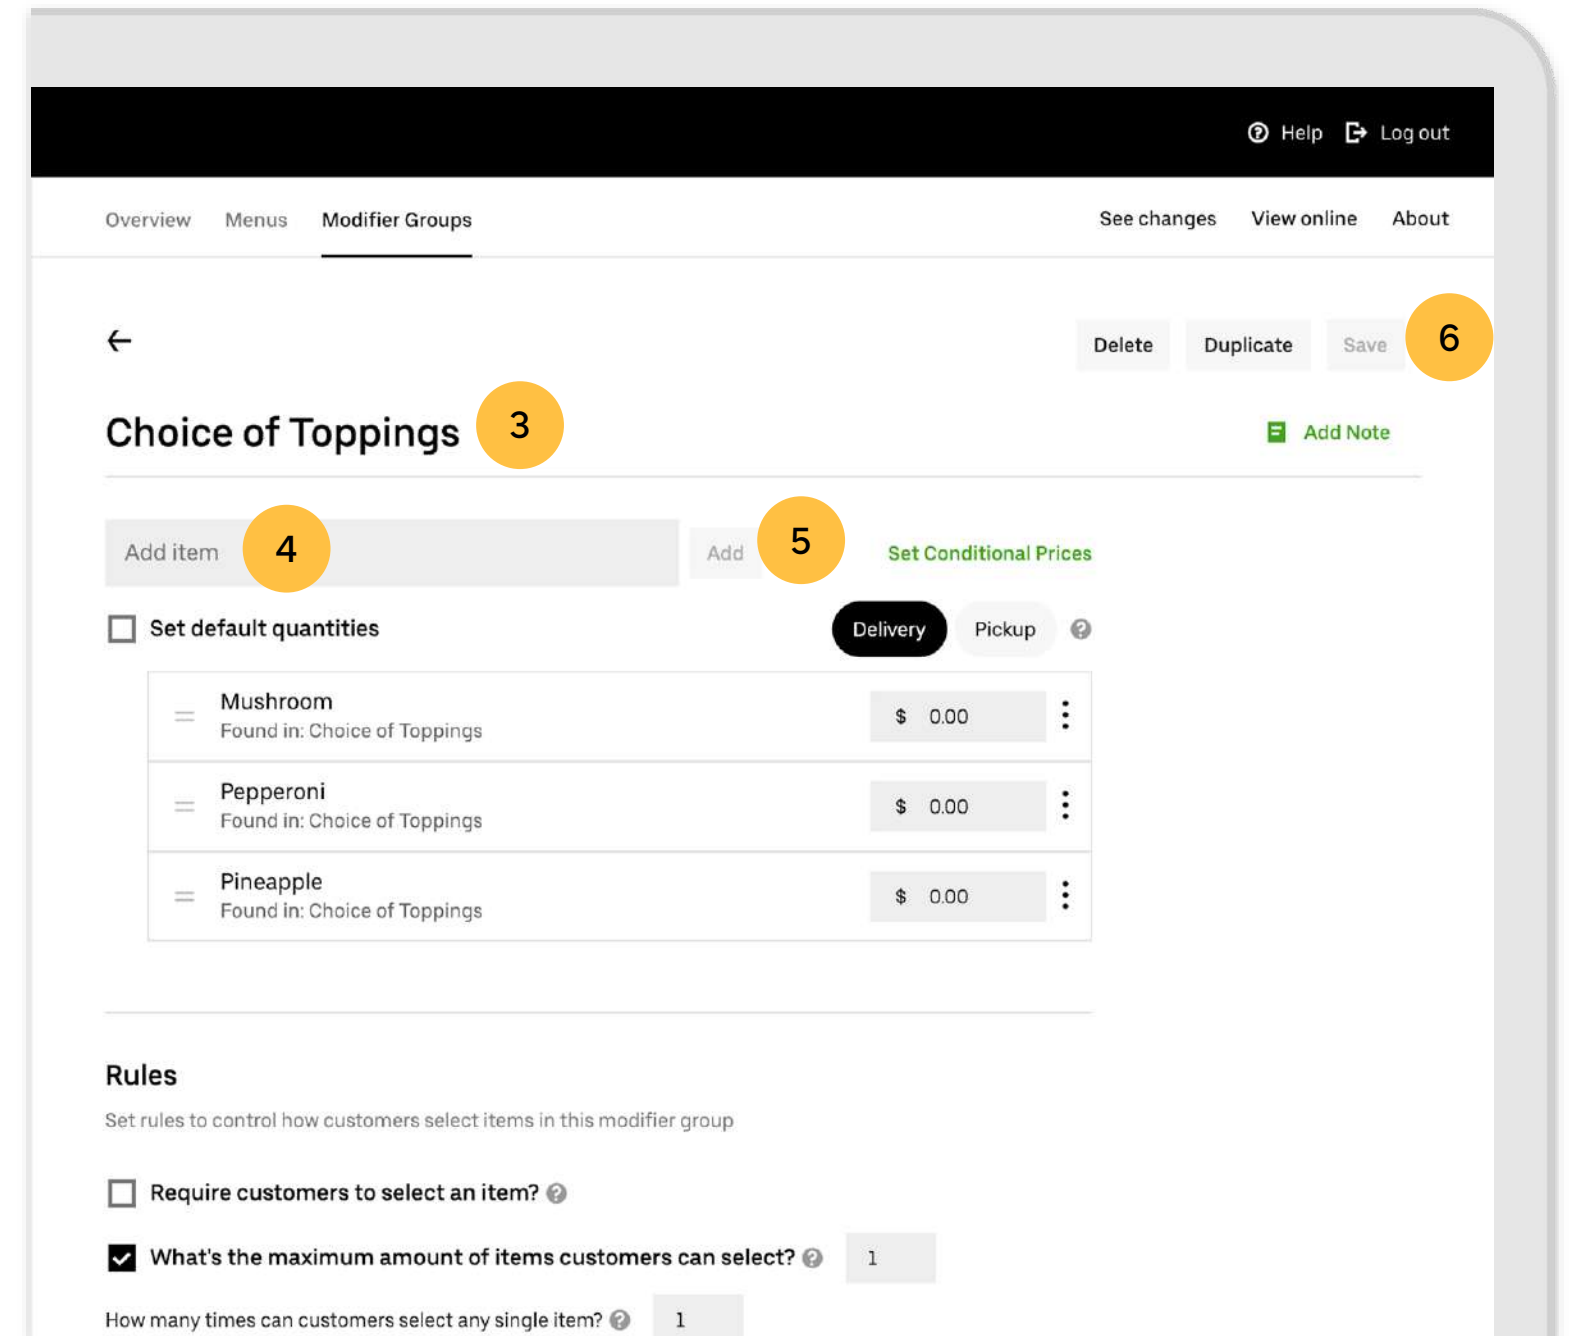 Help Log out
Overview Menus Modifier Groups See changes View online About
Delete Duplicate Save 6
Choice of Toppings 3 Add Note
Add item 4 Add 5 Set Conditional Prices
Set default quantities Delivery Pickup ?
Mushroom
Found in: Choice of Toppings $ 0.00
Pepperoni
Found in: Choice of Toppings $ 0.00
Pineapple
Found in: Choice of Toppings $ 0.00
Rules
Set rules to control how customers select items in this modifier group
Require customers to select an item? ?
What's the maximum amount of items customers can select? ? 1
How many times can customers select any single item? ? 1